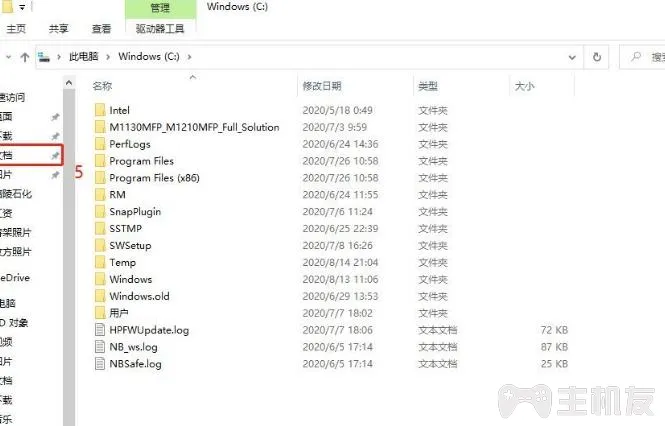 管理
Windows (C:)
主页
共享
查看
驱动器工具
此电脑
Windows (C:)
搜索
名称
修改日期
类型
大小
速访问
桌面
下载
文档
图片
涪陵石化
工资
Intel
2020/5/18 0:49
文件夹
M1130MFP_M1210MFP_Full_Solution
2020/7/3 9:59
文件夹
PerfLogs
2020/6/24 14:36
文件夹
Program Files
2020/7/26 10:58
文件夹
5
Program Files (x86)
2020/7/26 10:58
文件夹
RM
2020/6/24 11:55
文件夹
SnapPlugin
2020/7/6 11:24
文件夹
SSTMP
2020/6/25 22:39
文件夹
架照片
SWSetup
2020/7/8 16:26
文件夹
方照片
Temp
2020/8/14 21:04
文件夹
eDrive
Windows
2020/8/13 11:06
文件夹
Windows.old
2020/6/29 13:53
文件夹
电脑
用户
2020/7/7 18:02
文件夹
D 对象
HPFWUpdate.log
2020/7/7 18:06
文本文档
72 KB
视频
NB_ws.log
2020/6/5 17:14
文本文档
87 KB
图片
NBSafe.log
2020/6/5 17:14
文本文档
25 KB
文档
下载
音乐
主机友